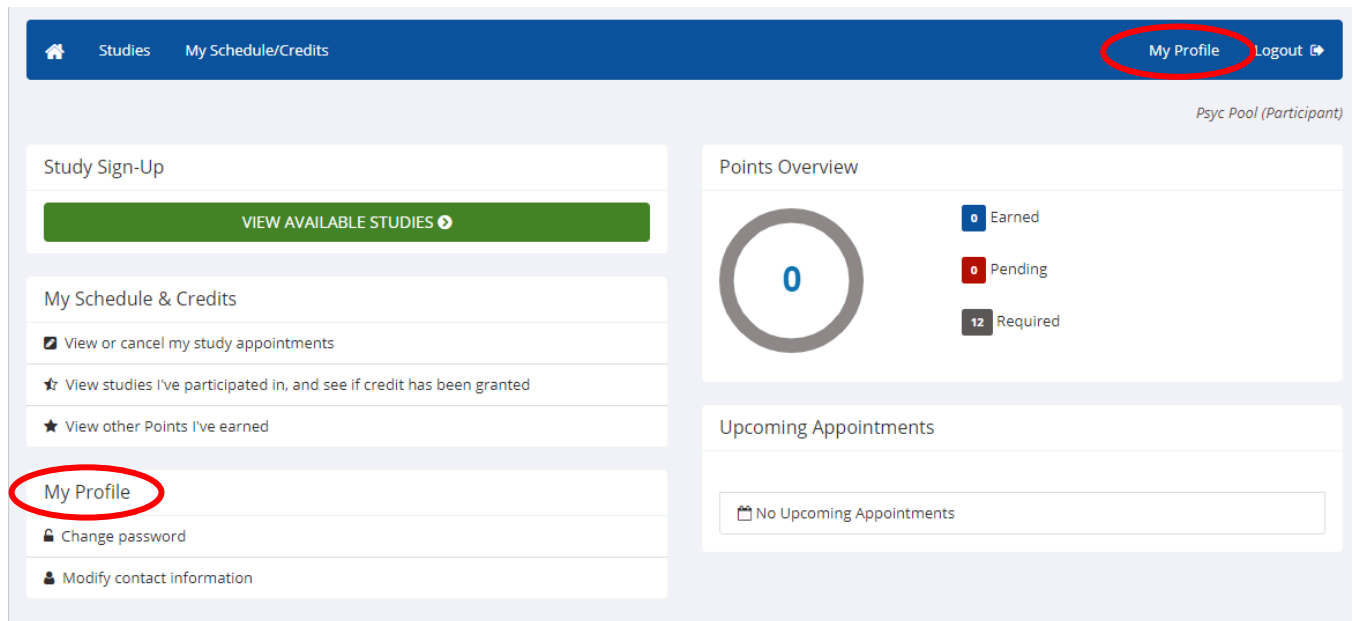 Studies My Schedule/Credits My Profile Logout
Psyc Pool (Participant)
Study Sign-Up
VIEW AVAILABLE STUDIES
My Schedule & Credits
View or cancel my study appointments
View studies I've participated in, and see if credit has been granted
View other Points I've earned
My Profile
Change password
Modify contact information
Points Overview
0
0 Earned
0 Pending
12 Required
Upcoming Appointments
No Upcoming Appointments